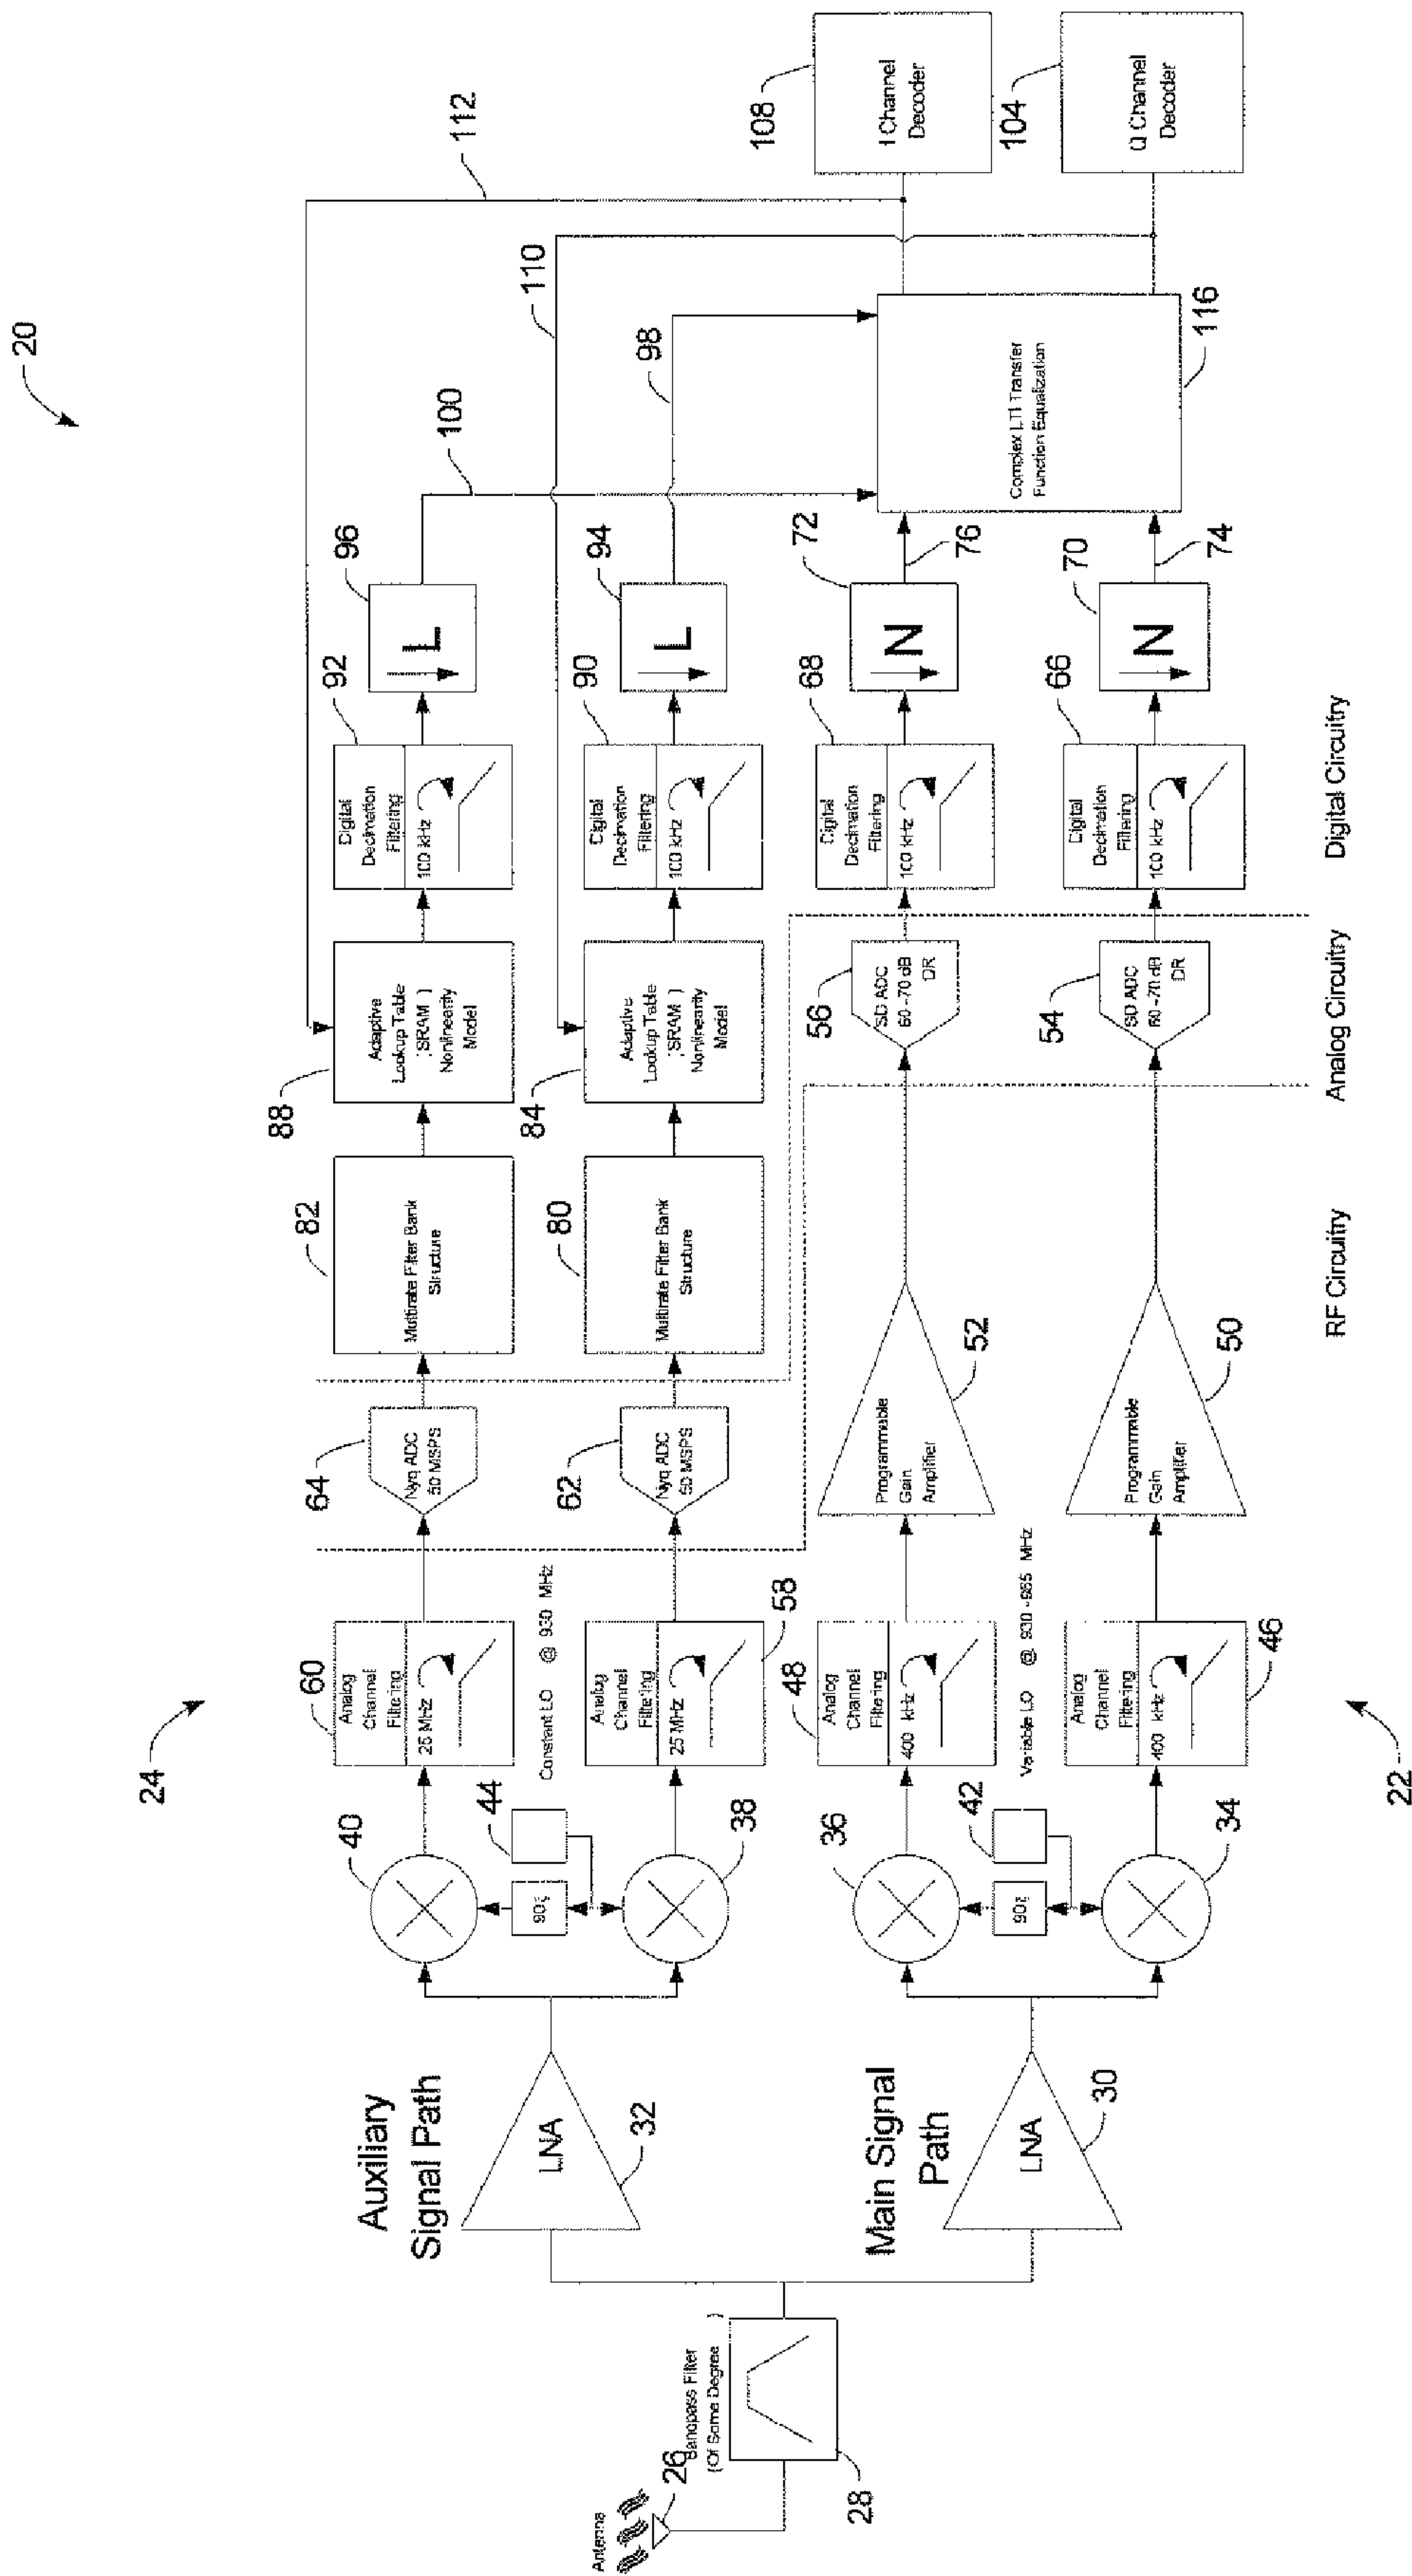 20
24
112
108
I Channel
Decoder
104
Q Channel
Decoder
110
100
98
96
L
94
L
92
Digital
Decimation
Filtering
100 kHz
90
Digital
Decimation
Filtering
100 kHz
88
Adaptive
Lookup Table
(SRAM )
Nonlinearity
Model
84
Adaptive
Lookup Table
(SRAM )
Nonlinearity
Model
82
Multirate Filter Bank
Structure
80
Multirate Filter Bank
Structure
64
Nyq ADC
50 MSPS
62
Nyq ADC
50 MSPS
60
Analog
Channel
Filtering
25 MHz
Constant LO @ 930 MHz
58
Analog
Channel
Filtering
25 MHz
40
44
38
Auxiliary
Signal Path
LNA
32
Antenna
26
Bandpass Filter
(Of Some Degree )
28
Main Signal
Path
LNA
30
36
42
34
48
Analog
Channel
Filtering
400 kHz
Variable LO @ 930 -955 MHz
46
Analog
Channel
Filtering
400 kHz
52
Programmable
Gain
Amplifier
50
Programmable
Gain
Amplifier
56
SD ADC
60 -70 dB
DR
54
SD ADC
60 -70 dB
DR
68
Digital
Decimation
Filtering
100 kHz
66
Digital
Decimation
Filtering
100 kHz
72
N
76
70
N
74
Complex LTI Transfer
Function Equalization
116
RF Circuitry
Analog Circuitry
Digital Circuitry
22